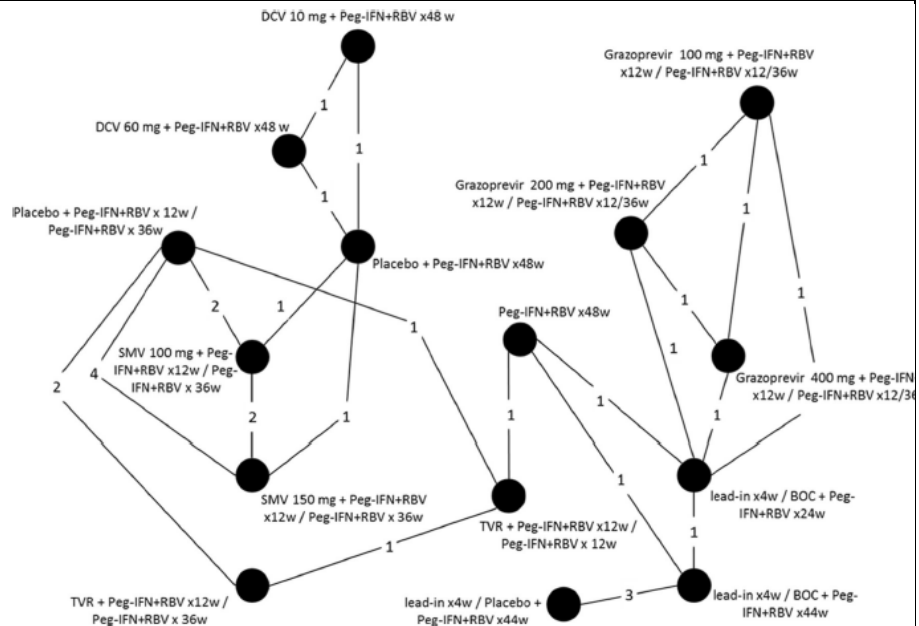 DCV 10 mg + Peg-IFN+RBV x48 w
Grazoprevir 100 mg + Peg-IFN+RBV
x12w / Peg-IFN+RBV x12/36w
1
DCV 60 mg + Peg-IFN+RBV x48 w
1
1
1
Grazoprevir 200 mg + Peg-IFN+RBV
x12w / Peg-IFN+RBV x12/36w
1
Placebo + Peg-IFN+RBV x 12w /
Peg-IFN+RBV x 36w
Placebo + Peg-IFN+RBV x48w
2
1
1
1
1
Peg-IFN+RBV x48w
1
SMV 100 mg + Peg-
IFN+RBV x12w / Peg-
IFN+RBV x 36w
4
2
Grazoprevir 400 mg + Peg-IFN
x12w / Peg-IFN+RBV x12/36
2
1
1
1
1
SMV 150 mg + Peg-IFN+RBV
x12w / Peg-IFN+RBV x 36w
1
lead-in x4w / BOC + Peg-
IFN+RBV x24w
TVR + Peg-IFN+RBV x12w /
Peg-IFN+RBV x 12w
1
1
TVR + Peg-IFN+RBV x12w /
Peg-IFN+RBV x 36w
lead-in x4w / Placebo +
Peg-IFN+RBV x44w
3
lead-in x4w / BOC + Peg-
IFN+RBV x44w